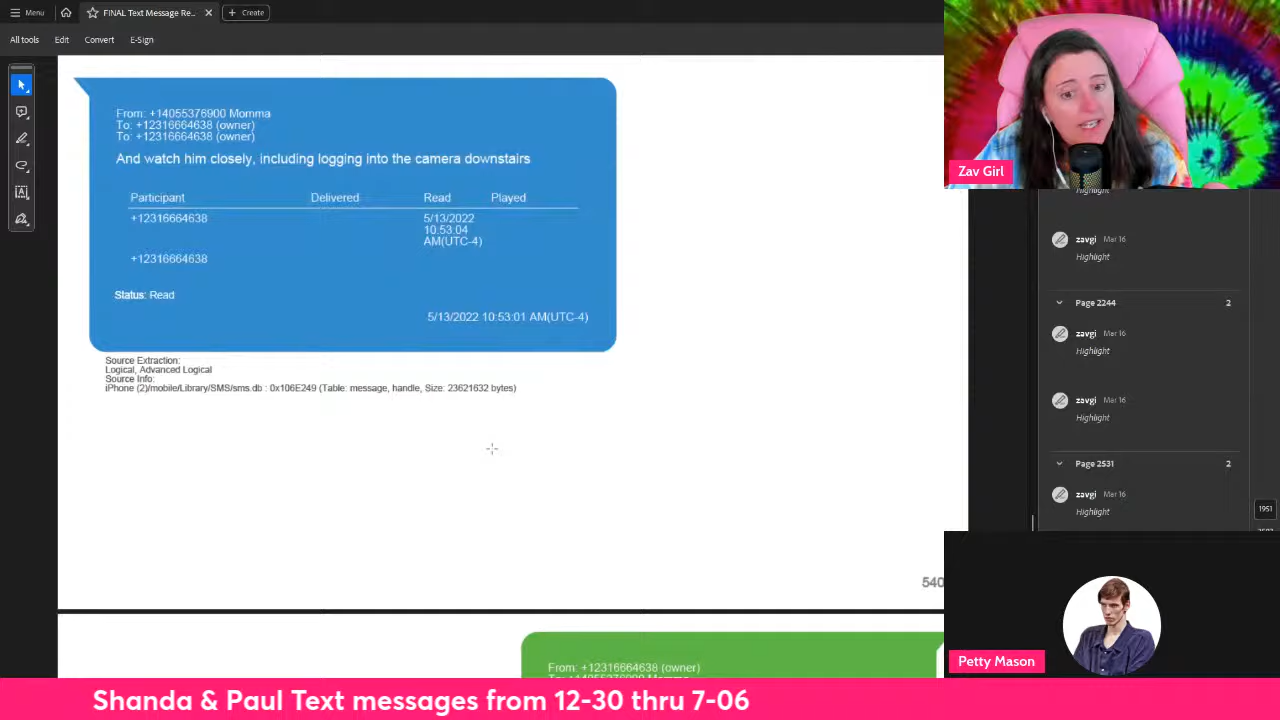 Menu
FINAL Text Message Re...
Create
All tools
Edit
Convert
E-Sign
From: +14055376900 Momma
To: +12316664638 (owner)
To: +12316664638 (owner)
And watch him closely, including logging into the camera downstairs
Participant Delivered Read Played
+12316664638 5/13/2022
10:53:04
AM(UTC-4)
+12316664638
Status: Read
5/13/2022 10:53:01 AM(UTC-4)
Source Extraction:
Logical, Advanced Logical
Source Info:
iPhone (2)/mobile/Library/SMS/sms.db : 0x106E249 (Table: message, handle, Size: 23621632 bytes)
540
From: +12316664638 (owner)
Zav Girl
Highlight
zavgi Mar 16
Highlight
Page 2244 2
zavgi Mar 16
Highlight
zavgi Mar 16
Highlight
Page 2531 2
zavgi Mar 16
Highlight
1951
Petty Mason
Shanda & Paul Text messages from 12-30 thru 7-06